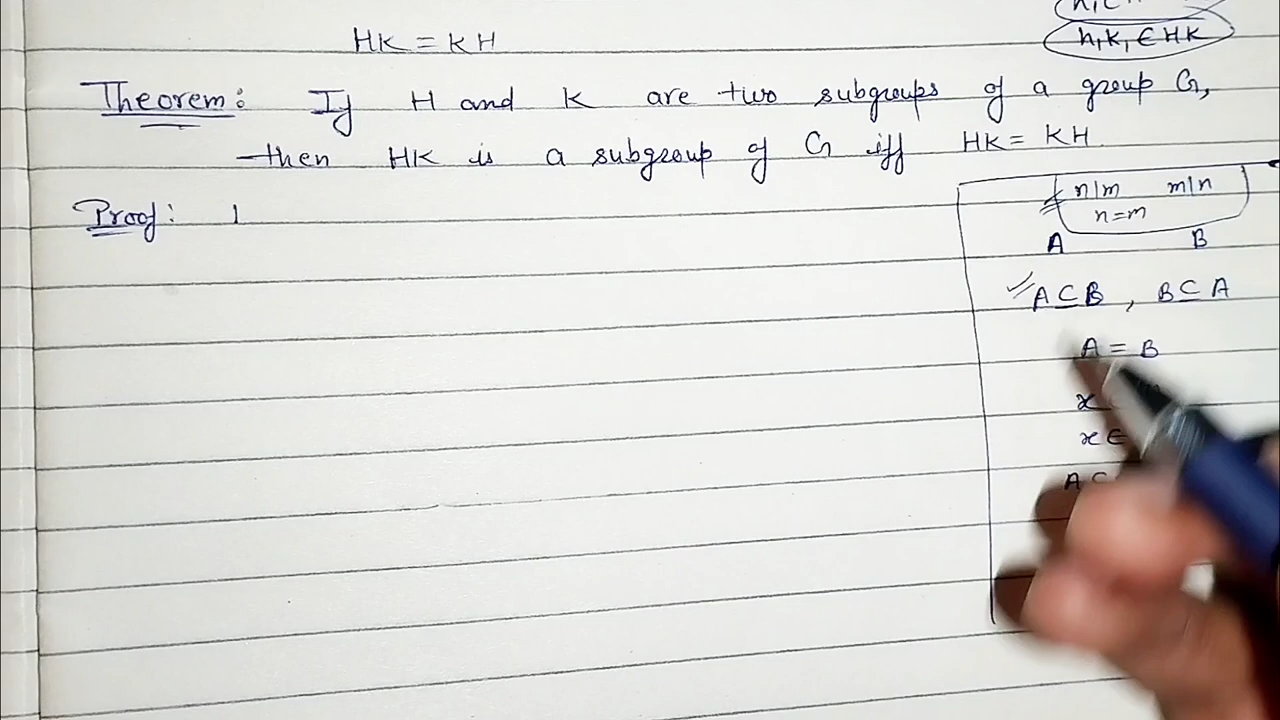 HK = KH
h,k, ∈ HK
Theorem: If H and K are two subgroups of a group G,
then HK is a subgroup of G iff HK = KH.
Proof:
n|m m|n
n=m
A B
A ⊆ B , B ⊆ A
A = B
x
x ∈
A ⊆